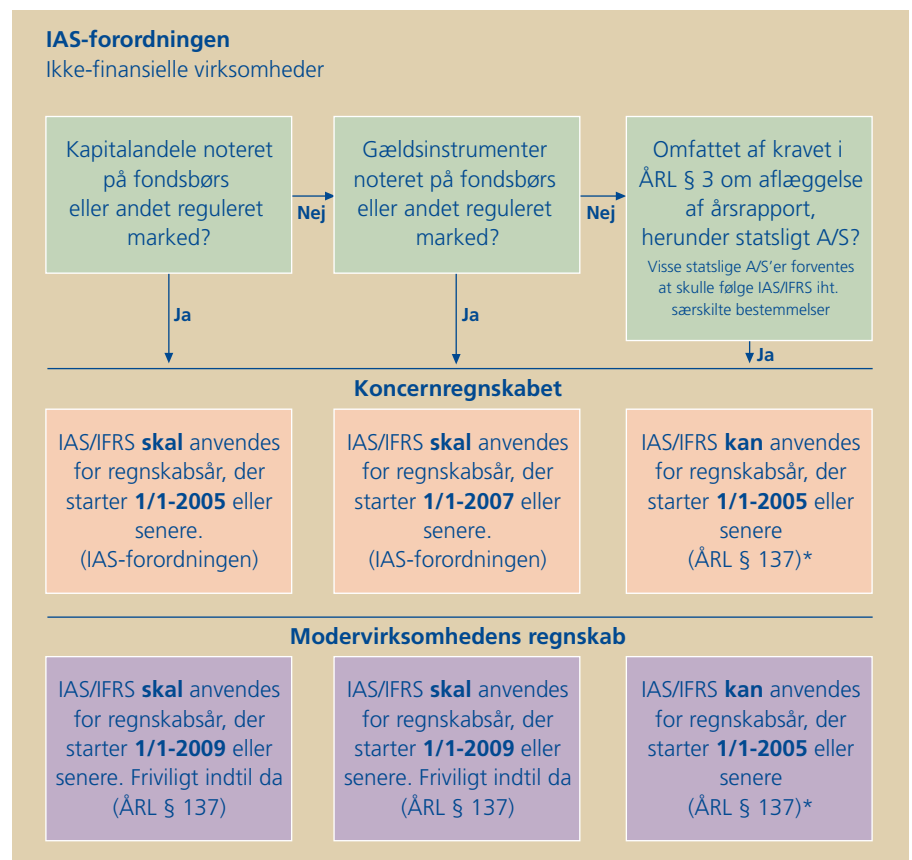 IAS-forordningen
Ikke-finansielle virksomheder
Kapitalandele noteret
på fondsbørs
eller andet reguleret
marked?
Nej
Gældsinstrumenter
noteret på fondsbørs
eller andet reguleret
marked?
Nej
Omfattet af kravet i
ÅRL § 3 om aflæggelse
af årsrapport,
herunder statsligt A/S?
Visse statslige A/S'er forventes
at skulle følge IAS/IFRS iht.
særskilte bestemmelser
Ja
Ja
Ja
Koncernregnskabet
IAS/IFRS skal anvendes
for regnskabsår, der
starter 1/1-2005 eller
senere.
(IAS-forordningen)
IAS/IFRS skal anvendes
for regnskabsår, der
starter 1/1-2007 eller
senere.
(IAS-forordningen)
IAS/IFRS kan anvendes
for regnskabsår, der
starter 1/1-2005 eller
senere
(ÅRL § 137)*
Modervirksomhedens regnskab
IAS/IFRS skal anvendes
for regnskabsår, der
starter 1/1-2009 eller
senere. Friviligt indtil da
(ÅRL § 137)
IAS/IFRS skal anvendes
for regnskabsår, der
starter 1/1-2009 eller
senere. Friviligt indtil da
(ÅRL § 137)
IAS/IFRS kan anvendes
for regnskabsår, der
starter 1/1-2005 eller
senere
(ÅRL § 137)*